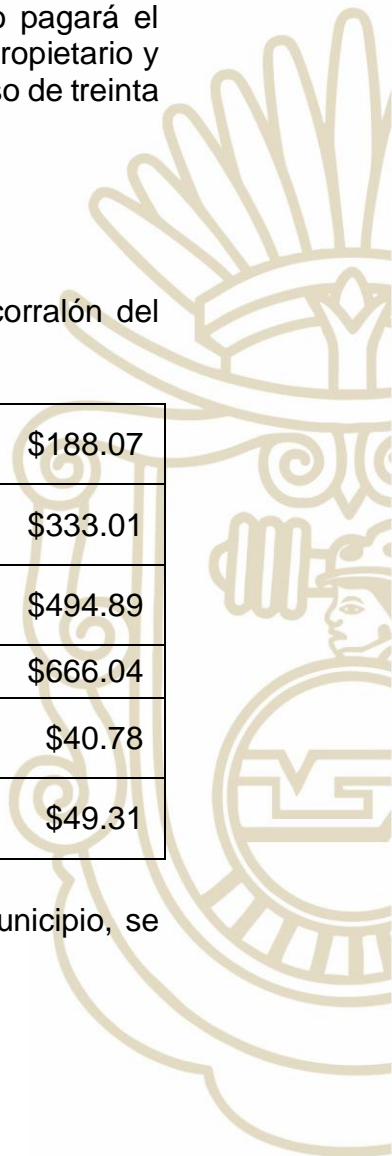 o pagará el
ropietario y
so de treinta
corralón del
$188.07
$333.01
$494.89
$666.04
$40.78
$49.31
unicipio, se